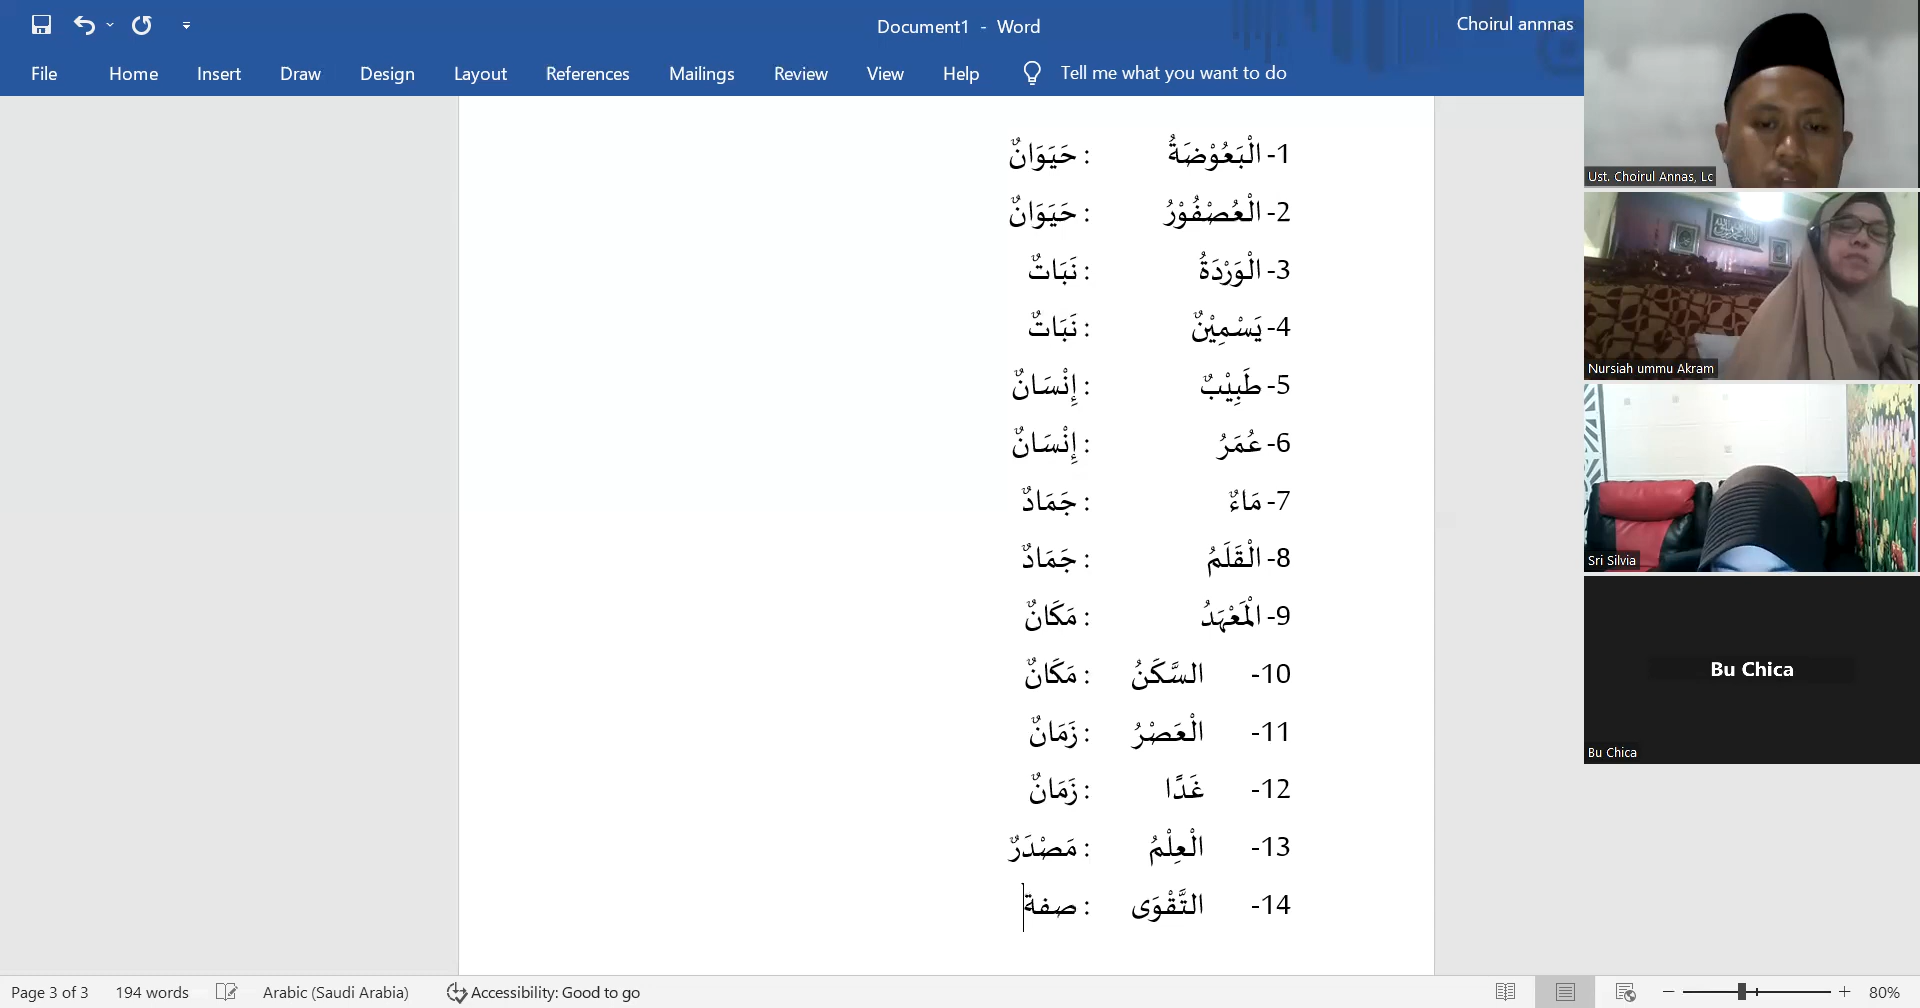 Document1 - Word
Choirul annnas
File Home Insert Draw Design Layout References Mailings Review View Help Tell me what you want to do
1- الْبَعُوْضَةُ : حَيَوَانٌ
2- الْعُصْفُوْرُ : حَيَوَانٌ
3- الْوَرْدَةُ : نَبَاتٌ
4- يَسْمِيْنٌ : نَبَاتٌ
5- طَبِيْبٌ : إِنْسَانٌ
6- عُمَرُ : إِنْسَانٌ
7- مَاءٌ : جَمَادٌ
8- الْقَلَمُ : جَمَادٌ
9- الْمَعْهَدُ : مَكَانٌ
10- السَّكَنُ : مَكَانٌ
11- الْعَصْرُ : زَمَانٌ
12- غَدًا : زَمَانٌ
13- الْعِلْمُ : مَصْدَرٌ
14- التَّقْوَى : صفة
Ust. Choirul Annas, Lc
Nursiah ummu Akram
Sri Silvia
Bu Chica
Bu Chica
Page 3 of 3 194 words Arabic (Saudi Arabia) Accessibility: Good to go 80%